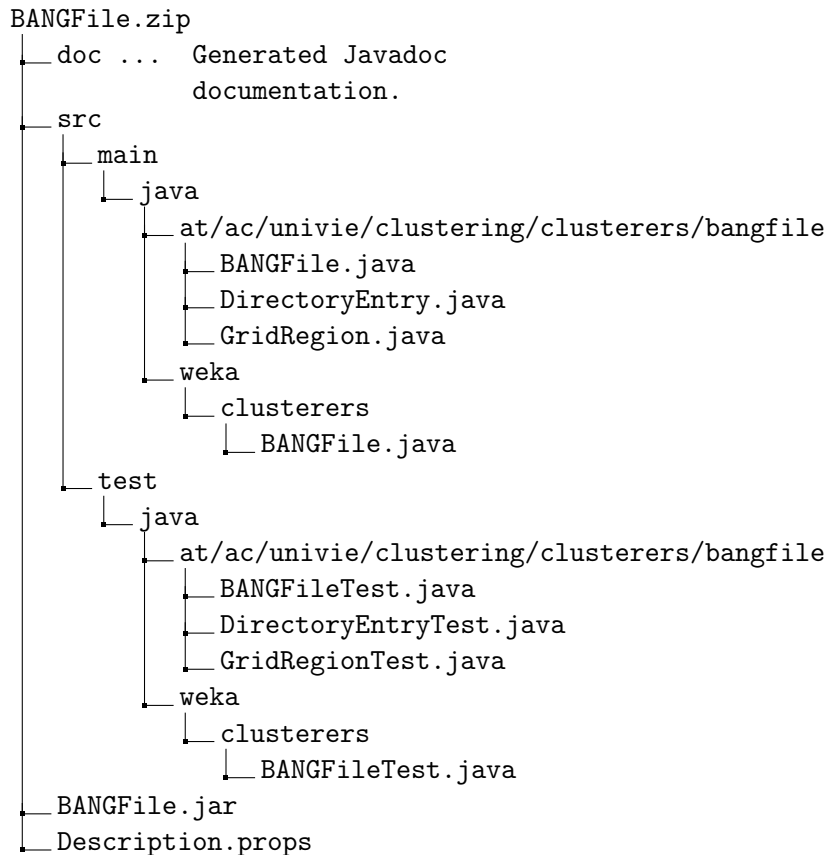 BANGFile.zip
doc ... Generated Javadoc
documentation.
src
main
java
at/ac/univie/clustering/clusterers/bangfile
BANGFile.java
DirectoryEntry.java
GridRegion.java
weka
clusterers
BANGFile.java
test
java
at/ac/univie/clustering/clusterers/bangfile
BANGFileTest.java
DirectoryEntryTest.java
GridRegionTest.java
weka
clusterers
BANGFileTest.java
BANGFile.jar
Description.props